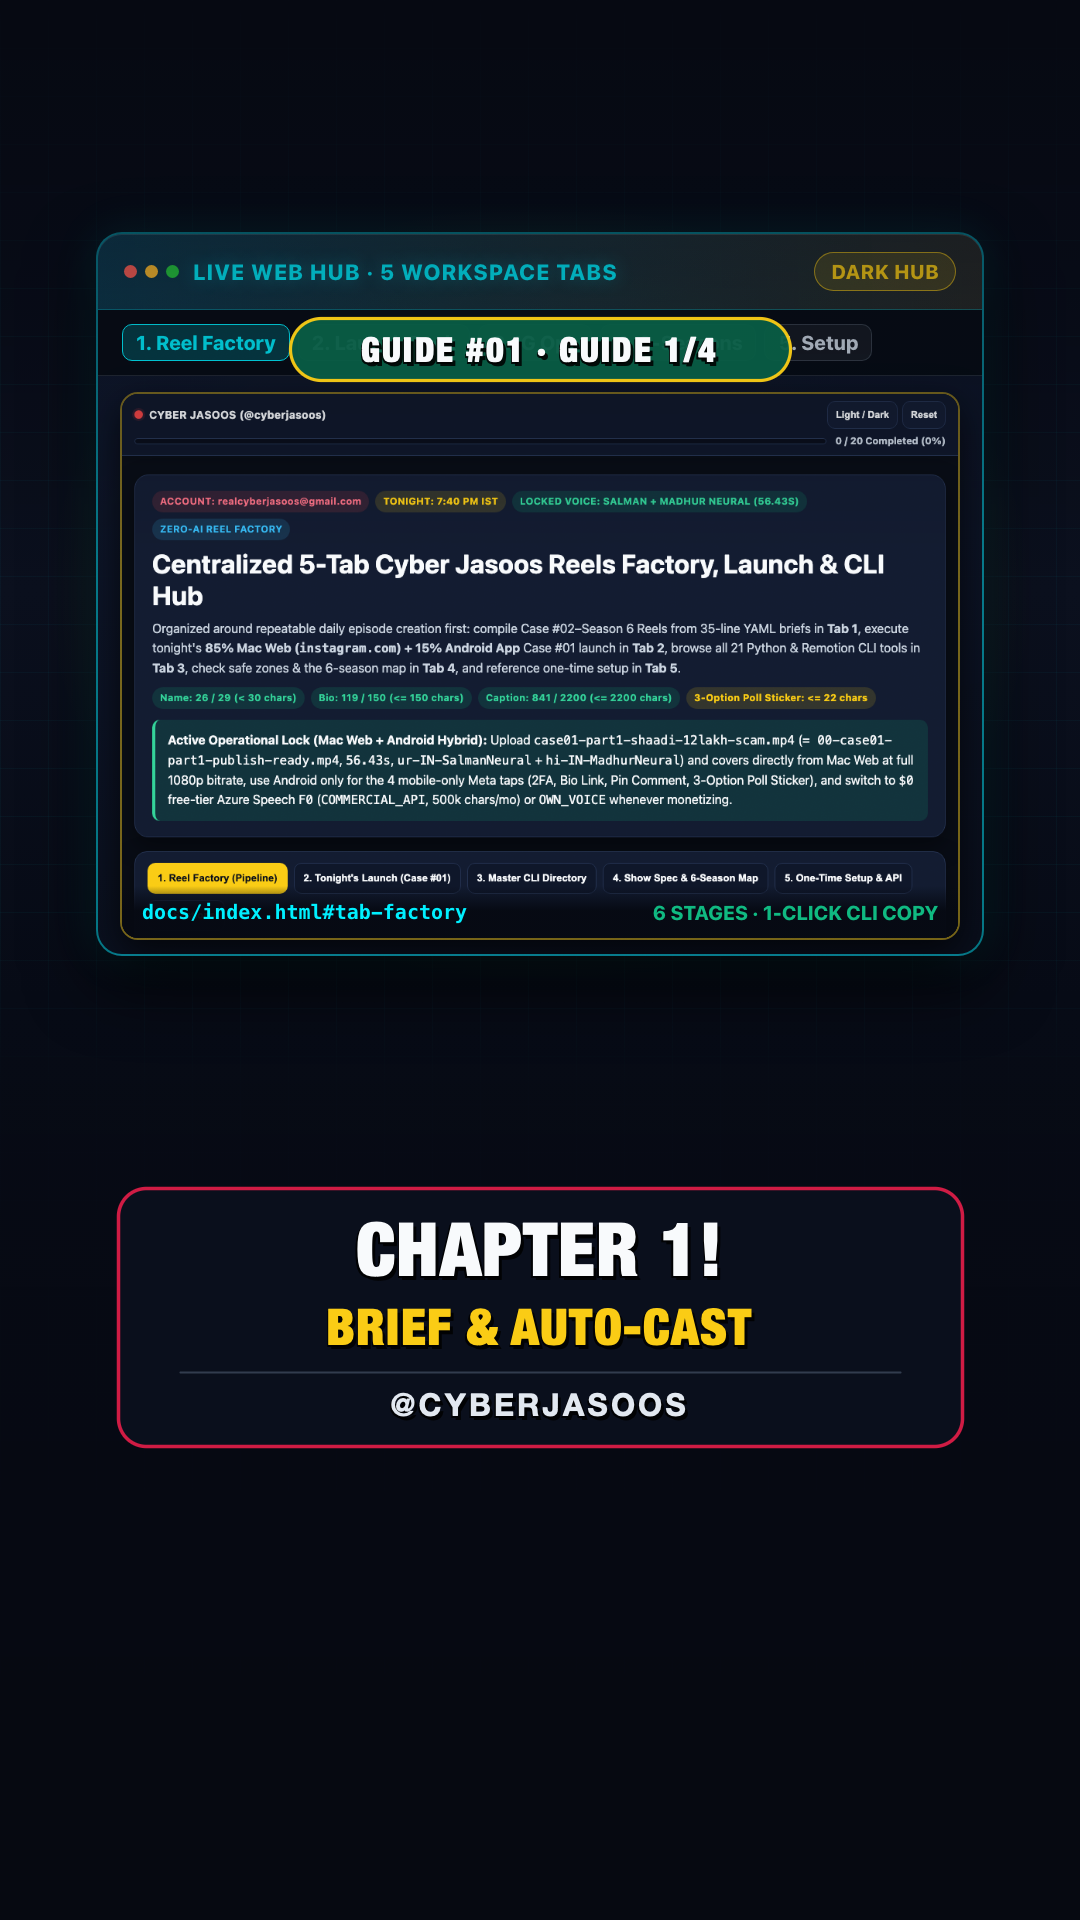 LIVE WEB HUB · 5 WORKSPACE TABS
DARK HUB
1. Reel Factory
GUIDE #01 · GUIDE 1/4
Setup
CYBER JASOOS (@cyberjasoos)
Light / Dark
Reset
0 / 20 Completed (0%)
ACCOUNT: realcyberjasoos@gmail.com
TONIGHT: 7:40 PM IST
LOCKED VOICE: SALMAN + MADHUR NEURAL (56.43S)
ZERO-AI REEL FACTORY
Centralized 5-Tab Cyber Jasoos Reels Factory, Launch & CLI
Hub
Organized around repeatable daily episode creation first: compile Case #02–Season 6 Reels from 35-line YAML briefs in Tab 1, execute
tonight's 85% Mac Web (instagram.com) + 15% Android App Case #01 launch in Tab 2, browse all 21 Python & Remotion CLI tools in
Tab 3, check safe zones & the 6-season map in Tab 4, and reference one-time setup in Tab 5.
Name: 26 / 29 (< 30 chars)
Bio: 119 / 150 (<= 150 chars)
Caption: 841 / 2200 (<= 2200 chars)
3-Option Poll Sticker: <= 22 chars
Active Operational Lock (Mac Web + Android Hybrid): Upload case01-part1-shaadi-12lakh-scam.mp4 (= 00-case01-
part1-publish-ready.mp4, 56.43s, ur-IN-SalmanNeural + hi-IN-MadhurNeural) and covers directly from Mac Web at full
1080p bitrate, use Android only for the 4 mobile-only Meta taps (2FA, Bio Link, Pin Comment, 3-Option Poll Sticker), and switch to $0
free-tier Azure Speech F0 (COMMERCIAL_API, 500k chars/mo) or OWN_VOICE whenever monetizing.
1. Reel Factory (Pipeline)
2. Tonight's Launch (Case #01)
3. Master CLI Directory
4. Show Spec & 6-Season Map
5. One-Time Setup & API
docs/index.html#tab-factory
6 STAGES · 1-CLICK CLI COPY
CHAPTER 1!
BRIEF & AUTO-CAST
@CYBERJASOOS